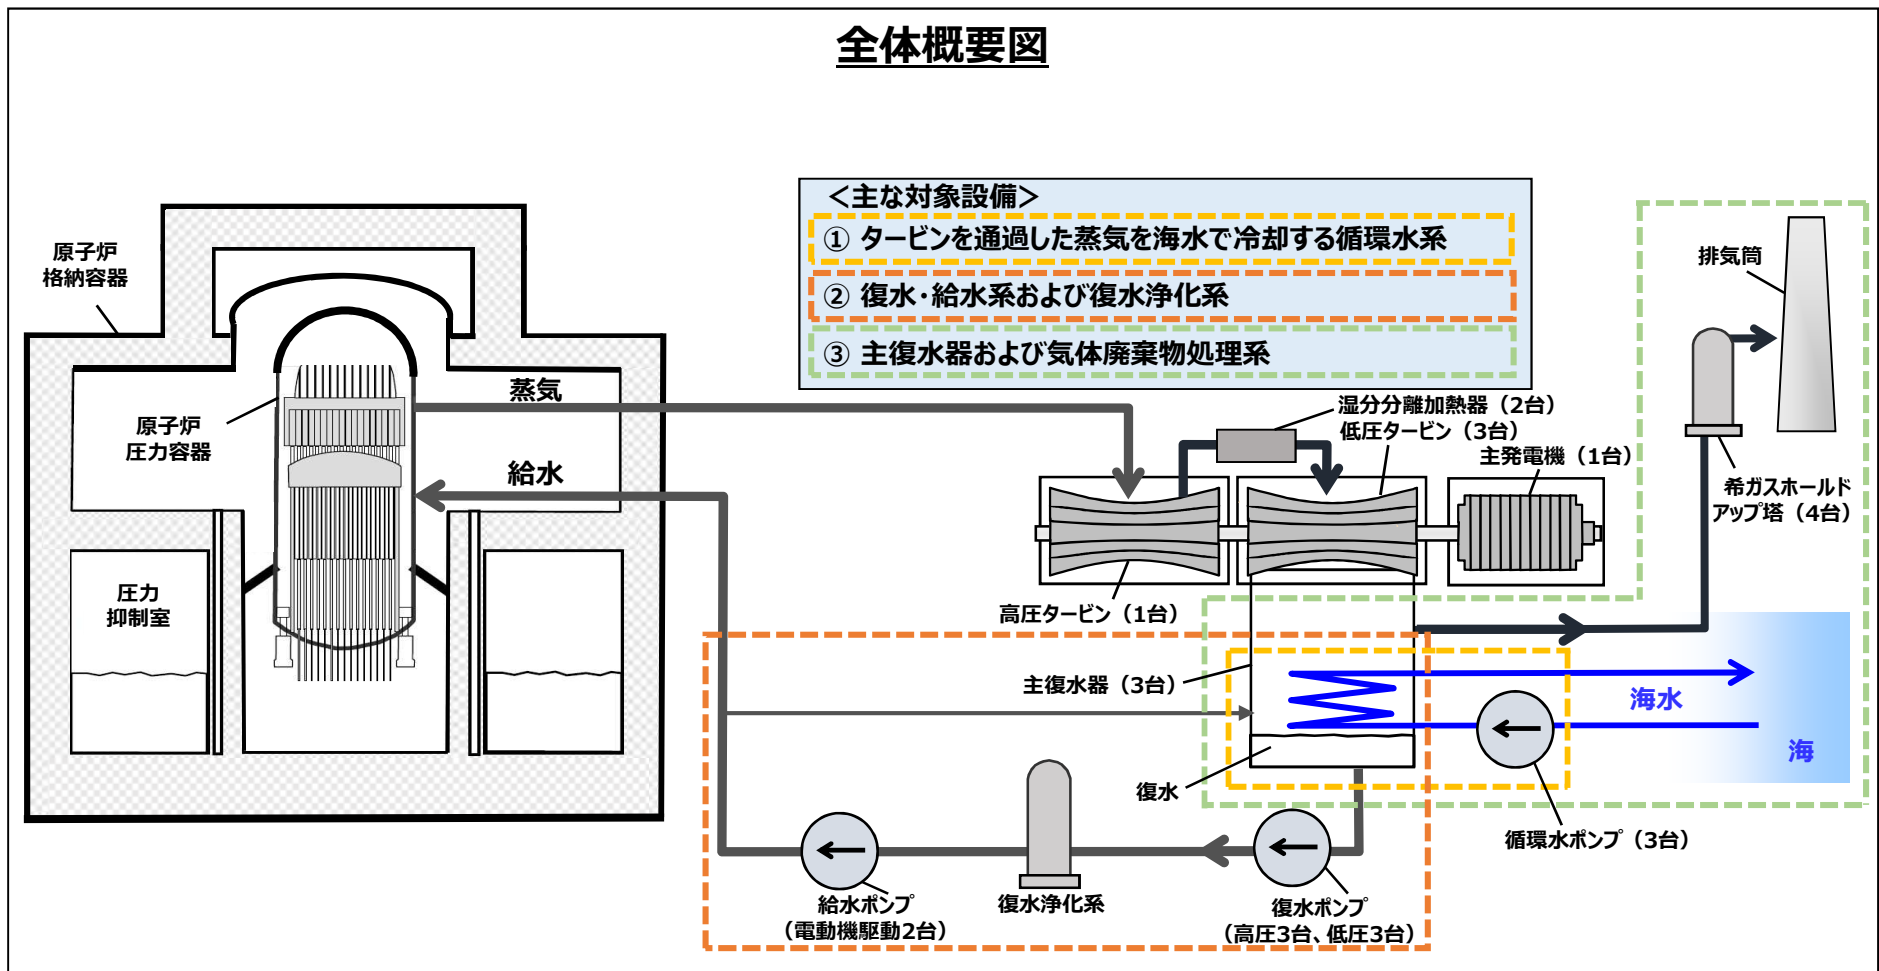 全体概要図
＜主な対象設備＞
① タービンを通過した蒸気を海水で冷却する循環水系
② 復水・給水系および復水浄化系
③ 主復水器および気体廃棄物処理系
原子炉
格納容器
原子炉
圧力容器
蒸気
給水
圧力
抑制室
湿分分離加熱器（2台）
低圧タービン（3台）
主発電機（1台）
高圧タービン（1台）
排気筒
希ガスホールド
アップ塔（4台）
主復水器（3台）
復水
海水
海
循環水ポンプ（3台）
給水ポンプ
（電動機駆動2台）
復水浄化系
復水ポンプ
（高圧3台、低圧3台）